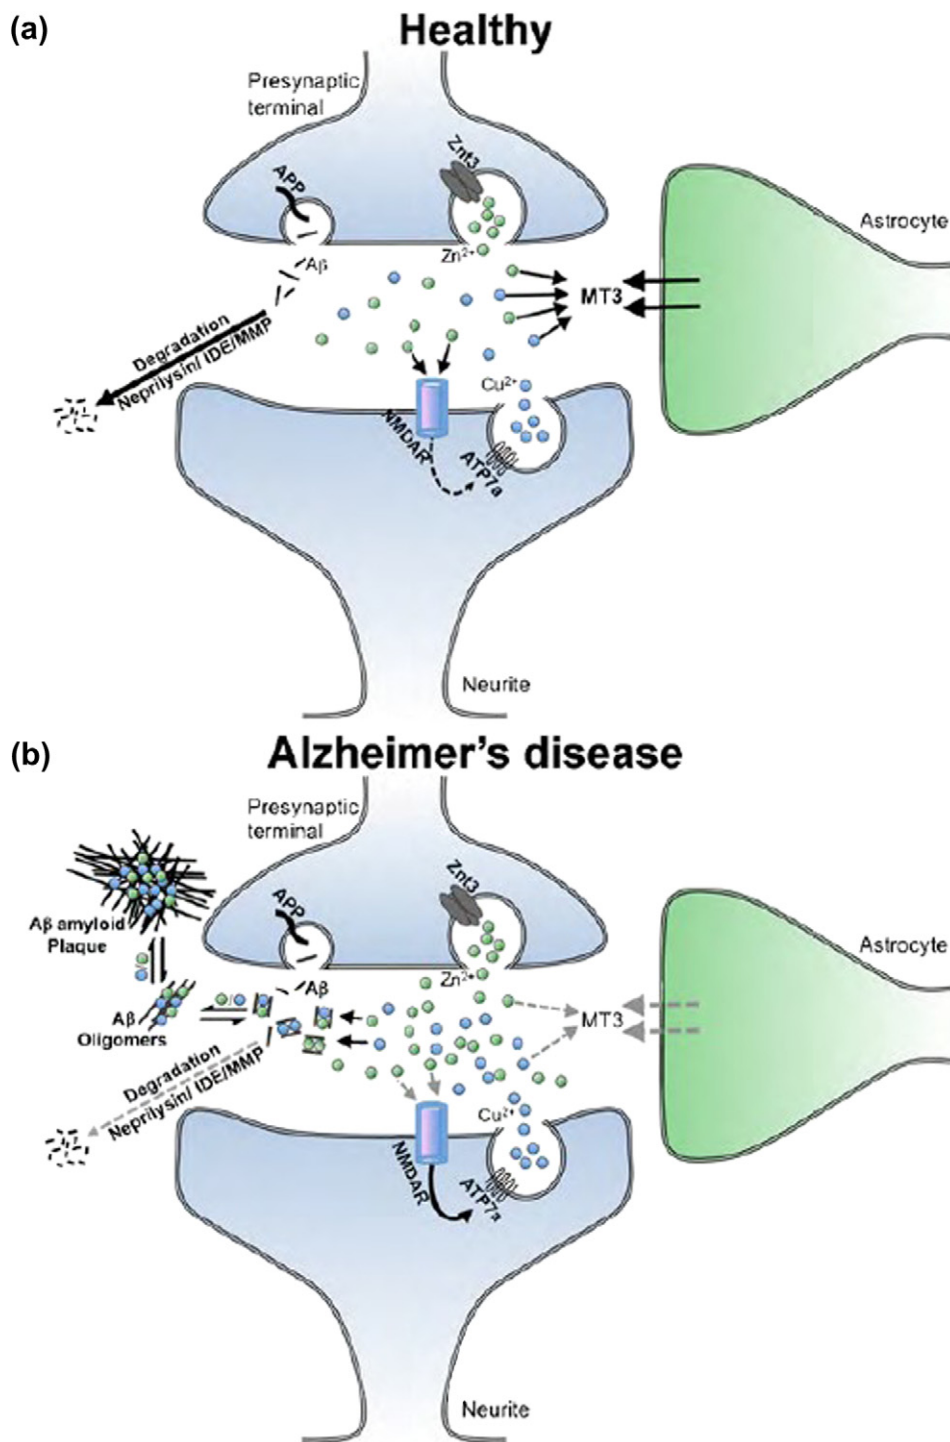 (a)
Healthy
Presynaptic
terminal
Znt3
APP
Astrocyte
Zn²⁺
Aβ
MT3
Degradation
Neprilysin/ IDE/MMP
Cu²⁺
NMDAR
ATP7a
Neurite
(b)
Alzheimer's disease
Presynaptic
terminal
Znt3
APP
Aβ amyloid
Plaque
Astrocyte
Zn²⁺
Aβ
/
/
Aβ
Oligomers
MT3
Degradation
Neprilysin/ IDE/MMP
Cu²⁺
NMDAR
ATP7a
Neurite